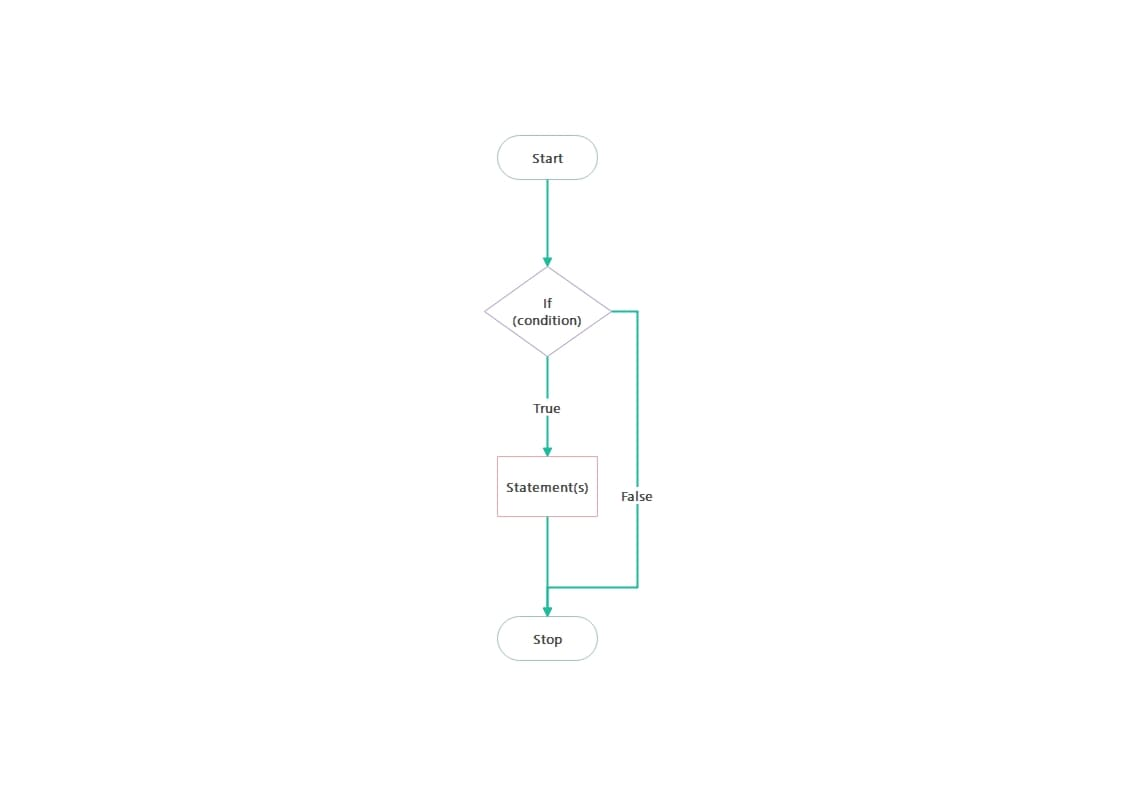 Start
If
(condition)
True
Statement(s)
False
Stop